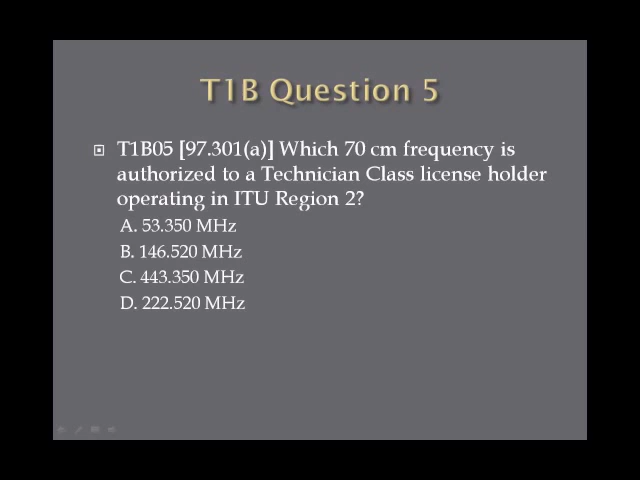 T1B Question 5
T1B05 [97.301(a)] Which 70 cm frequency is
authorized to a Technician Class license holder
operating in ITU Region 2?
A. 53.350 MHz
B. 146.520 MHz
C. 443.350 MHz
D. 222.520 MHz